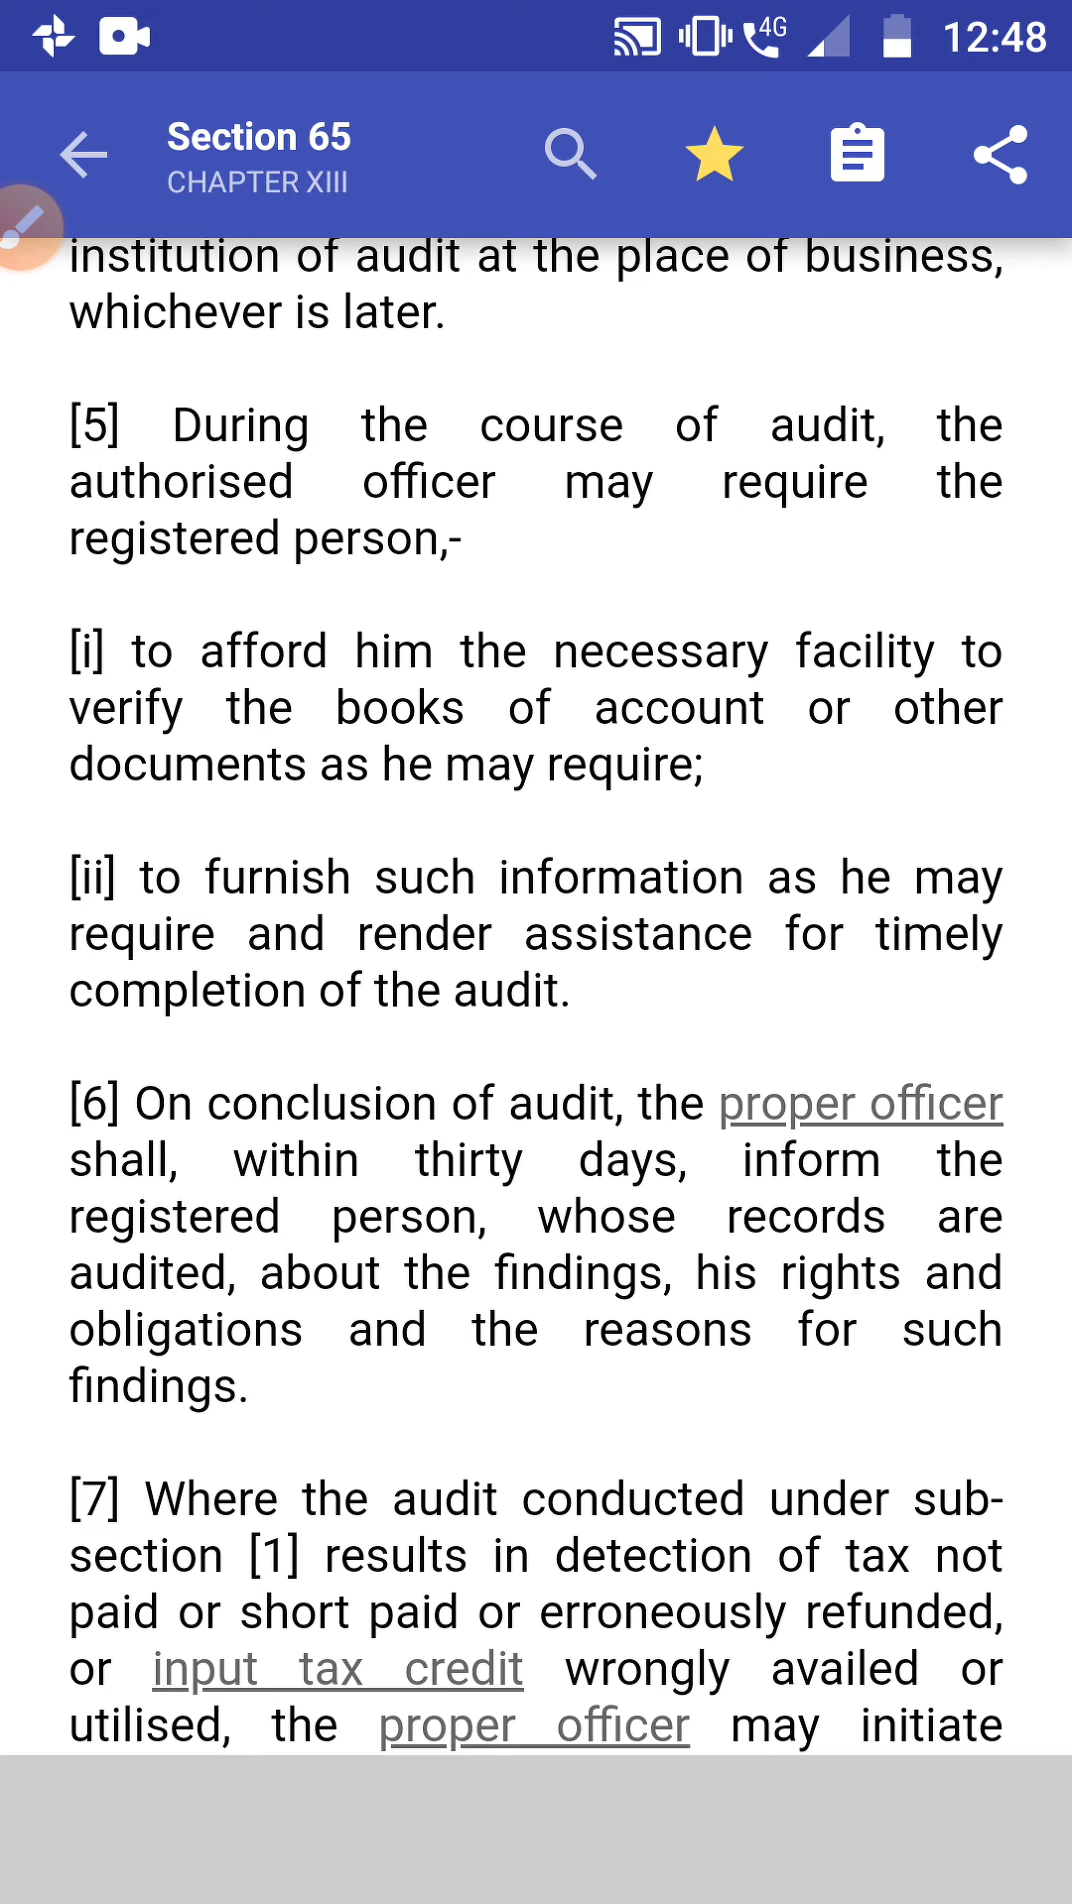 4G 12:48
Section 65
CHAPTER XIII
institution of audit at the place of business,
whichever is later.
[5] During the course of audit, the
authorised officer may require the
registered person,-
[i] to afford him the necessary facility to
verify the books of account or other
documents as he may require;
[ii] to furnish such information as he may
require and render assistance for timely
completion of the audit.
[6] On conclusion of audit, the proper officer
shall, within thirty days, inform the
registered person, whose records are
audited, about the findings, his rights and
obligations and the reasons for such
findings.
[7] Where the audit conducted under sub-
section [1] results in detection of tax not
paid or short paid or erroneously refunded,
or input tax credit wrongly availed or
utilised, the proper officer may initiate